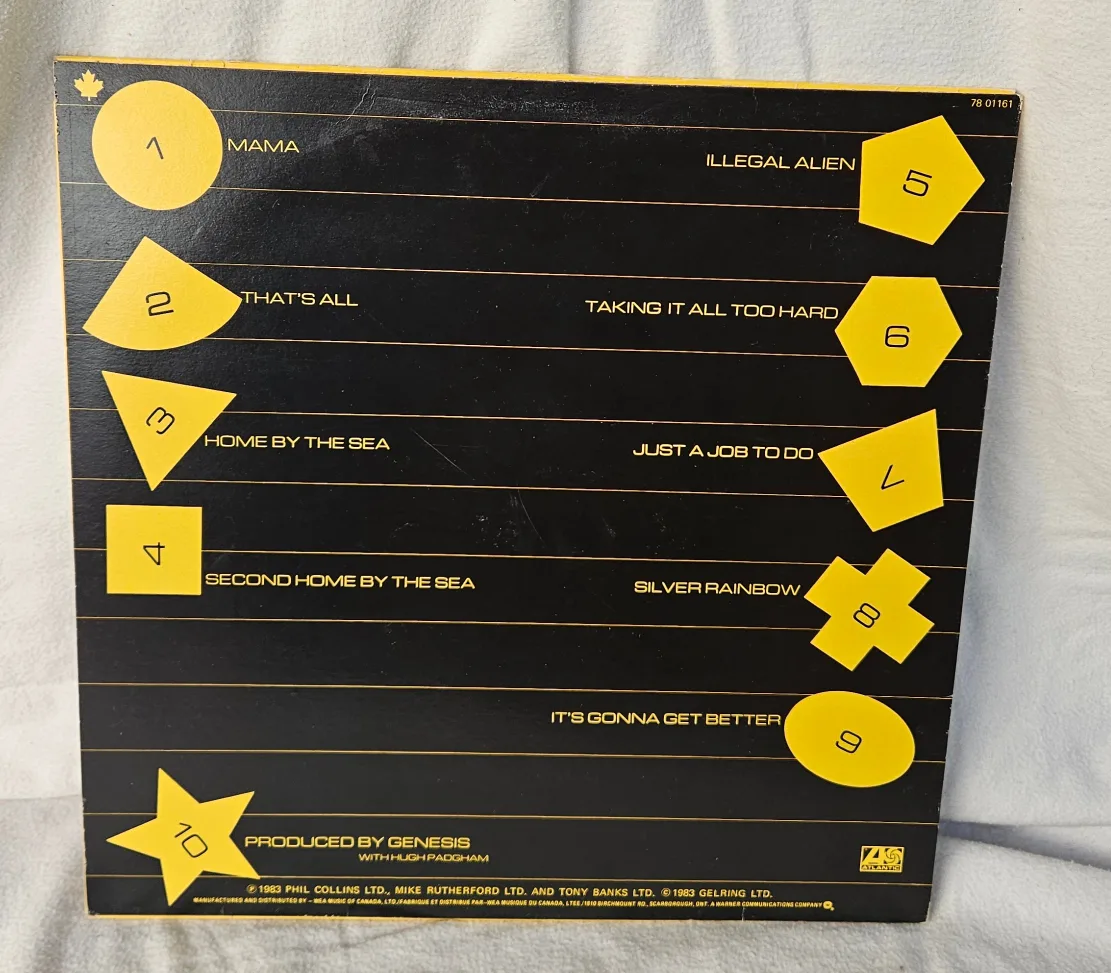 78 01161
1 MAMA
ILLEGAL ALIEN 5
2 THAT'S ALL
TAKING IT ALL TOO HARD 6
3 HOME BY THE SEA
JUST A JOB TO DO 7
4 SECOND HOME BY THE SEA
SILVER RAINBOW 8
IT'S GONNA GET BETTER 9
10 PRODUCED BY GENESIS
WITH HUGH PADGHAM
ATLANTIC
℗ 1983 PHIL COLLINS LTD., MIKE RUTHERFORD LTD. AND TONY BANKS LTD. © 1983 GELRING LTD.
MANUFACTURED AND DISTRIBUTED BY - WEA MUSIC OF CANADA, LTD./FABRIQUE ET DISTRIBUE PAR-WEA MUSIQUE DU CANADA, LTEE/1810 BIRCHMOUNT RD., SCARBOROUGH, ONT. A WARNER COMMUNICATIONS COMPANY